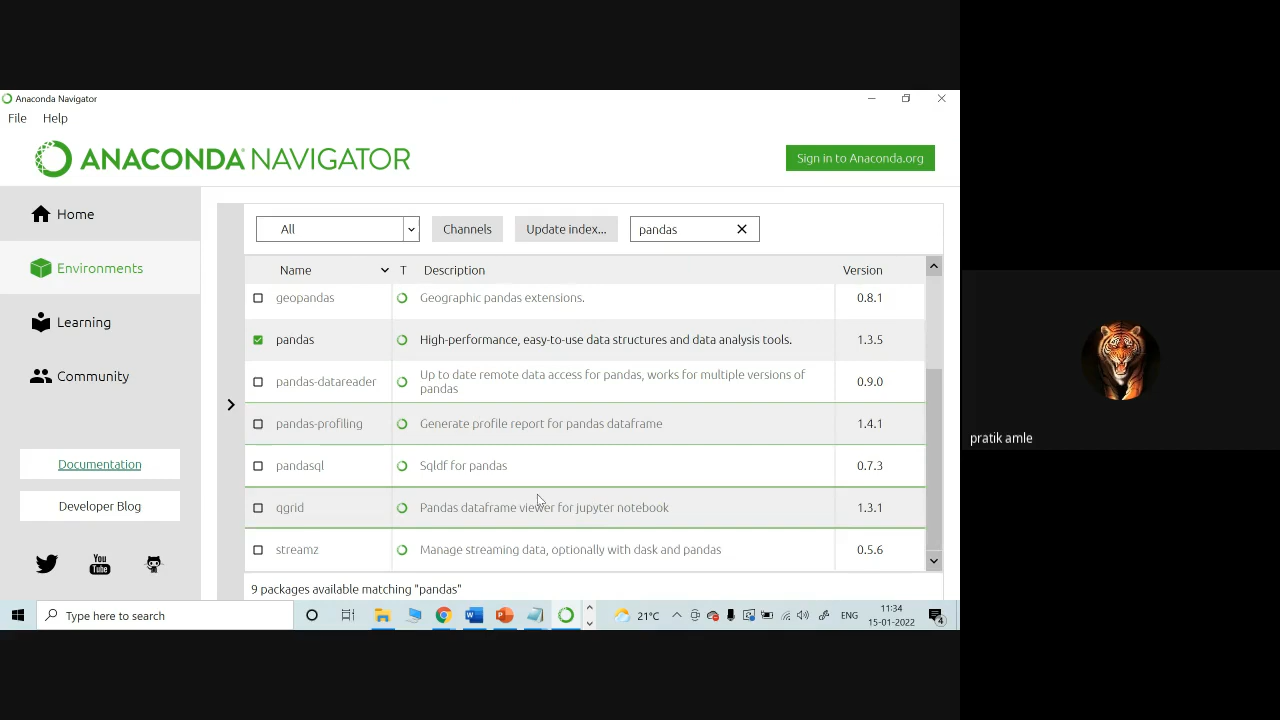 Anaconda Navigator
File Help
ANACONDA NAVIGATOR
Sign in to Anaconda.org
Home
Environments
Learning
Community
Documentation
Developer Blog
You Tube
All Channels Update index... pandas
Name T Description Version
geopandas Geographic pandas extensions. 0.8.1
pandas High-performance, easy-to-use data structures and data analysis tools. 1.3.5
pandas-datareader Up to date remote data access for pandas, works for multiple versions of
pandas 0.9.0
pandas-profiling Generate profile report for pandas dataframe 1.4.1
pandasql Sqldf for pandas 0.7.3
qgrid Pandas dataframe viewer for jupyter notebook 1.3.1
streamz Manage streaming data, optionally with dask and pandas 0.5.6
9 packages available matching "pandas"
Type here to search
21°C
ENG
11:34
15-01-2022
4
pratik amle